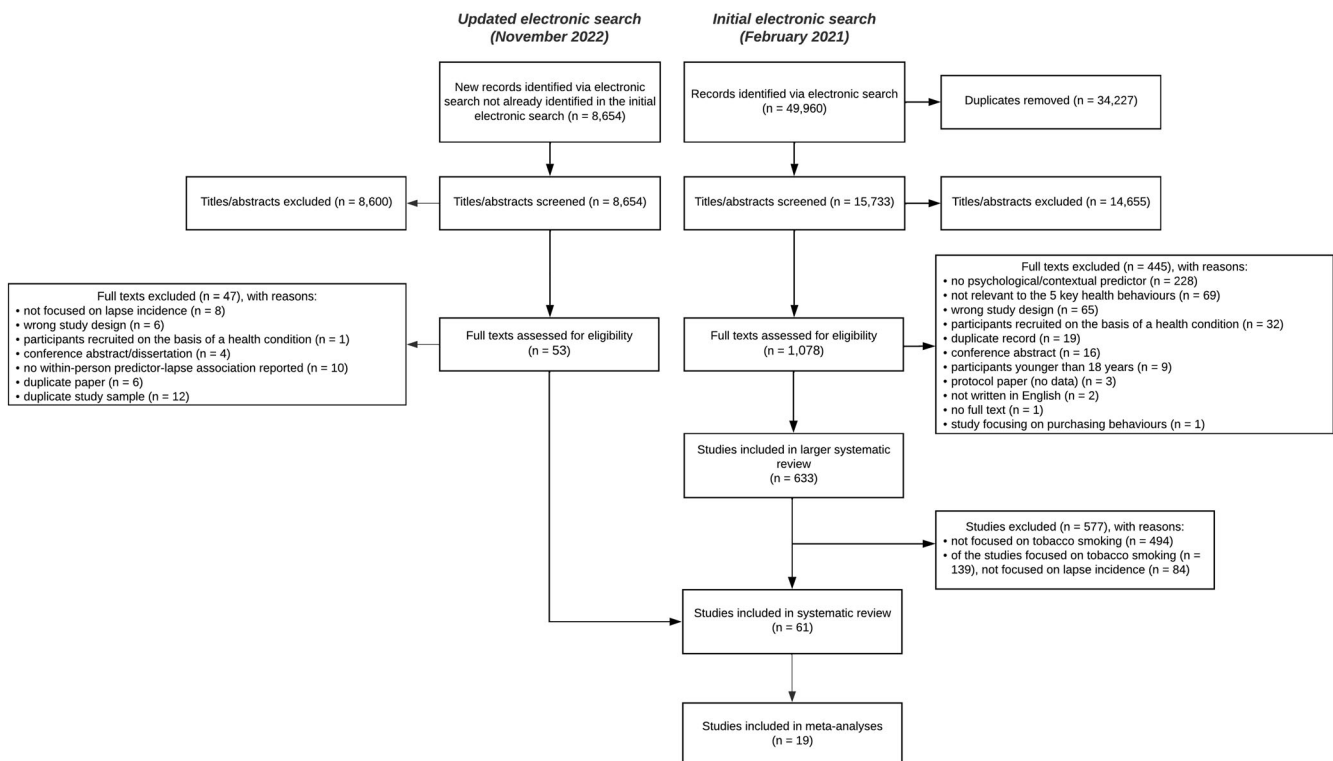 Updated electronic search
(November 2022)
Initial electronic search
(February 2021)
New records identified via electronic
search not already identified in the initial
electronic search (n = 8,654)
Records identified via electronic search
(n = 49,960)
Duplicates removed (n = 34,227)
Titles/abstracts excluded (n = 8,600)
Titles/abstracts screened (n = 8,654)
Titles/abstracts screened (n = 15,733)
Titles/abstracts excluded (n = 14,655)
Full texts excluded (n = 47), with reasons:
• not focused on lapse incidence (n = 8)
• wrong study design (n = 6)
• participants recruited on the basis of a health condition (n = 1)
• conference abstract/dissertation (n = 4)
• no within-person predictor-lapse association reported (n = 10)
• duplicate paper (n = 6)
• duplicate study sample (n = 12)
Full texts assessed for eligibility
(n = 53)
Full texts assessed for eligibility
(n = 1,078)
Full texts excluded (n = 445), with reasons:
• no psychological/contextual predictor (n = 228)
• not relevant to the 5 key health behaviours (n = 69)
• wrong study design (n = 65)
• participants recruited on the basis of a health condition (n = 32)
• duplicate record (n = 19)
• conference abstract (n = 16)
• participants younger than 18 years (n = 9)
• protocol paper (no data) (n = 3)
• not written in English (n = 2)
• no full text (n = 1)
• study focusing on purchasing behaviours (n = 1)
Studies included in larger systematic
review
(n = 633)
Studies excluded (n = 577), with reasons:
• not focused on tobacco smoking (n = 494)
• of the studies focused on tobacco smoking (n =
139), not focused on lapse incidence (n = 84)
Studies included in systematic review
(n = 61)
Studies included in meta-analyses
(n = 19)